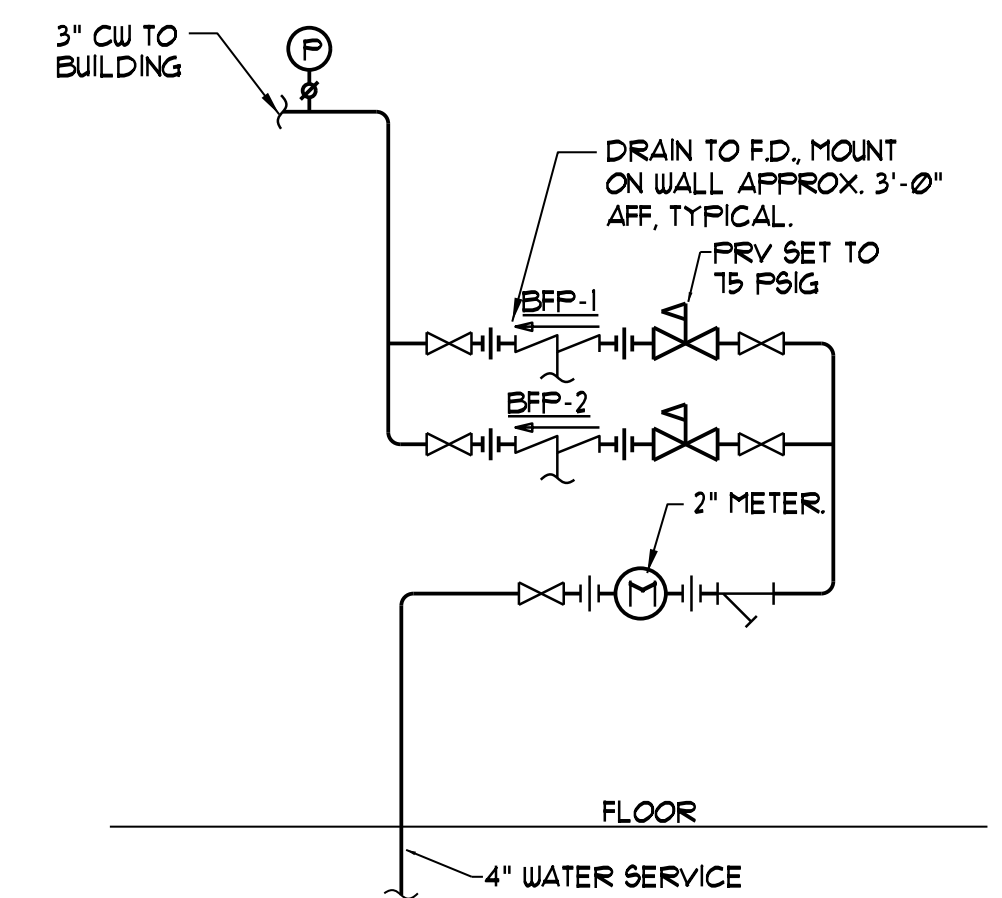 3" CW TO
BUILDING
P
DRAIN TO F.D., MOUNT
ON WALL APPROX. 3'-0"
AFF, TYPICAL.
PRV SET TO
75 PSIG
BFP-1
BFP-2
2" METER.
M
FLOOR
4" WATER SERVICE